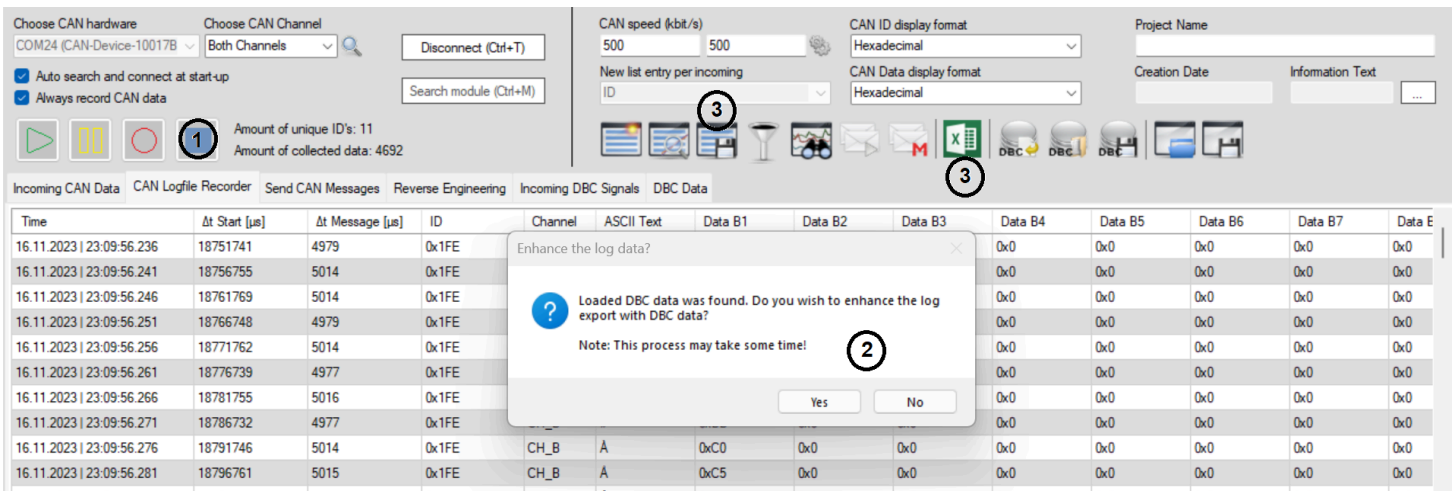 Choose CAN hardware Choose CAN Channel CAN speed (kbit/s) CAN ID display format Project Name
COM24 (CAN-Device-10017B Both Channels Disconnect (Ctrl+T) 500 500 Hexadecimal
Auto search and connect at start-up New list entry per incoming CAN Data display format Creation Date Information Text
Always record CAN data Search module (Ctrl+M) ID Hexadecimal ...
3
1 Amount of unique ID's: 11
Amount of collected data: 4692
M X DBC DBC DBC
3
Incoming CAN Data CAN Logfile Recorder Send CAN Messages Reverse Engineering Incoming DBC Signals DBC Data
Time Δt Start [µs] Δt Message [µs] ID Channel ASCII Text Data B1 Data B2 Data B3 Data B4 Data B5 Data B6 Data B7 Data
16.11.2023 | 23:09:56.236 18751741 4979 0x1FE 0x0 0x0 0x0 0x0 0x0
16.11.2023 | 23:09:56.241 18756755 5014 0x1FE 0x0 0x0 0x0 0x0 0x0
16.11.2023 | 23:09:56.246 18761769 5014 0x1FE 0x0 0x0 0x0 0x0 0x0
16.11.2023 | 23:09:56.251 18766748 4979 0x1FE 0x0 0x0 0x0 0x0 0x0
16.11.2023 | 23:09:56.256 18771762 5014 0x1FE 0x0 0x0 0x0 0x0 0x0
16.11.2023 | 23:09:56.261 18776739 4977 0x1FE 0x0 0x0 0x0 0x0 0x0
16.11.2023 | 23:09:56.266 18781755 5016 0x1FE 0x0 0x0 0x0 0x0 0x0
16.11.2023 | 23:09:56.271 18786732 4977 0x1FE 0x0 0x0 0x0 0x0 0x0
16.11.2023 | 23:09:56.276 18791746 5014 0x1FE CH_B À 0xC0 0x0 0x0 0x0 0x0 0x0 0x0 0x0
16.11.2023 | 23:09:56.281 18796761 5015 0x1FE CH_B Å 0xC5 0x0 0x0 0x0 0x0 0x0 0x0 0x0
Enhance the log data?
Loaded DBC data was found. Do you wish to enhance the log
export with DBC data?
Note: This process may take some time!
2
Yes No